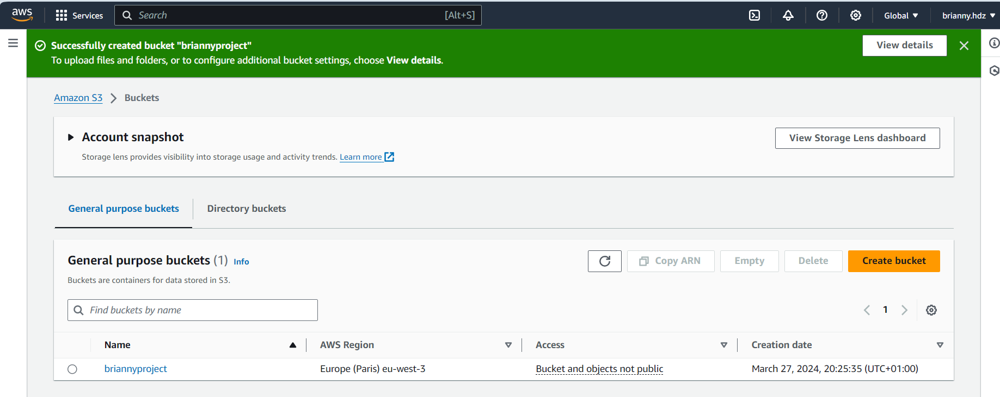 aws Services Search [Alt+S] Global brianny.hdz
Successfully created bucket "briannyproject"
To upload files and folders, or to configure additional bucket settings, choose View details.
View details
Amazon S3 Buckets
Account snapshot
View Storage Lens dashboard
Storage lens provides visibility into storage usage and activity trends. Learn more
General purpose buckets Directory buckets
General purpose buckets (1) Info
Copy ARN Empty Delete Create bucket
Buckets are containers for data stored in S3.
Find buckets by name
1
Name AWS Region Access Creation date
briannyproject Europe (Paris) eu-west-3 Bucket and objects not public March 27, 2024, 20:25:35 (UTC+01:00)